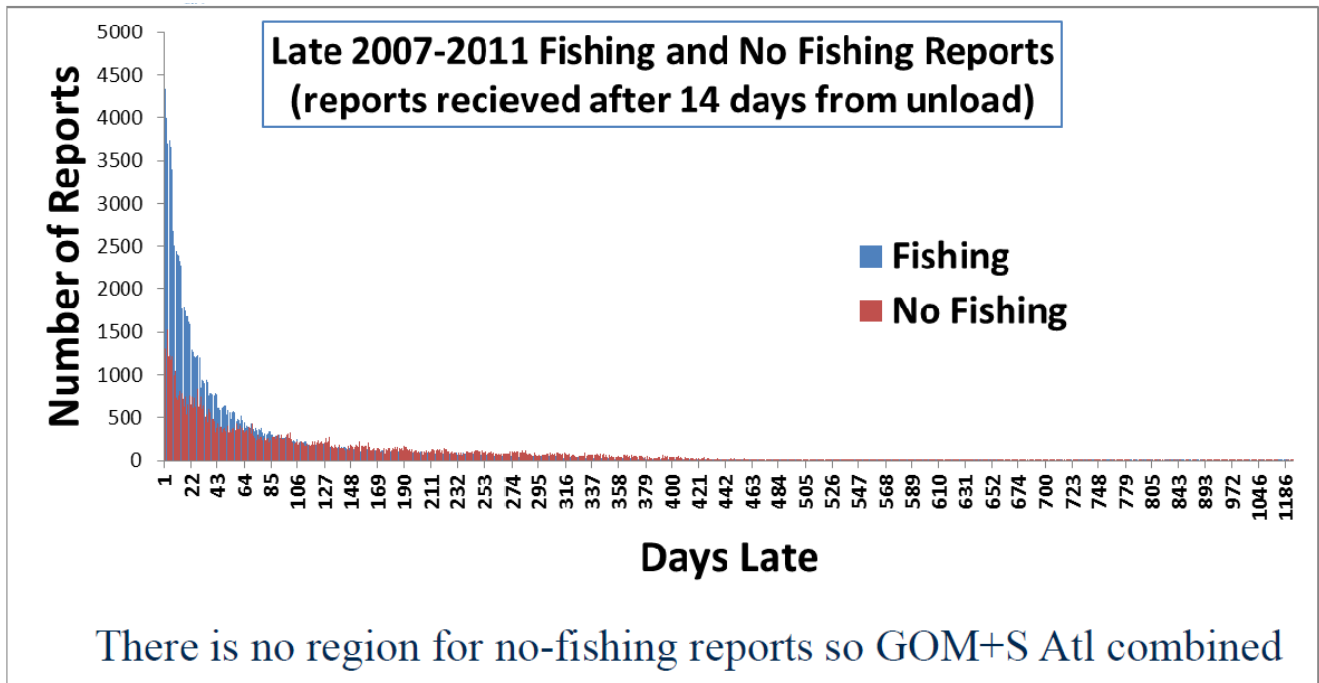 Late 2007-2011 Fishing and No Fishing Reports
(reports recieved after 14 days from unload)
Number of Reports
5000
4500
4000
3500
3000
2500
2000
1500
1000
500
0
Fishing
No Fishing
1 22 43 64 85 106 127 148 169 190 211 232 253 274 295 316 337 358 379 400 421 442 463 484 505 526 547 568 589 610 631 652 674 700 723 748 779 805 843 893 972 1046 1186
Days Late
There is no region for no-fishing reports so GOM+S Atl combined